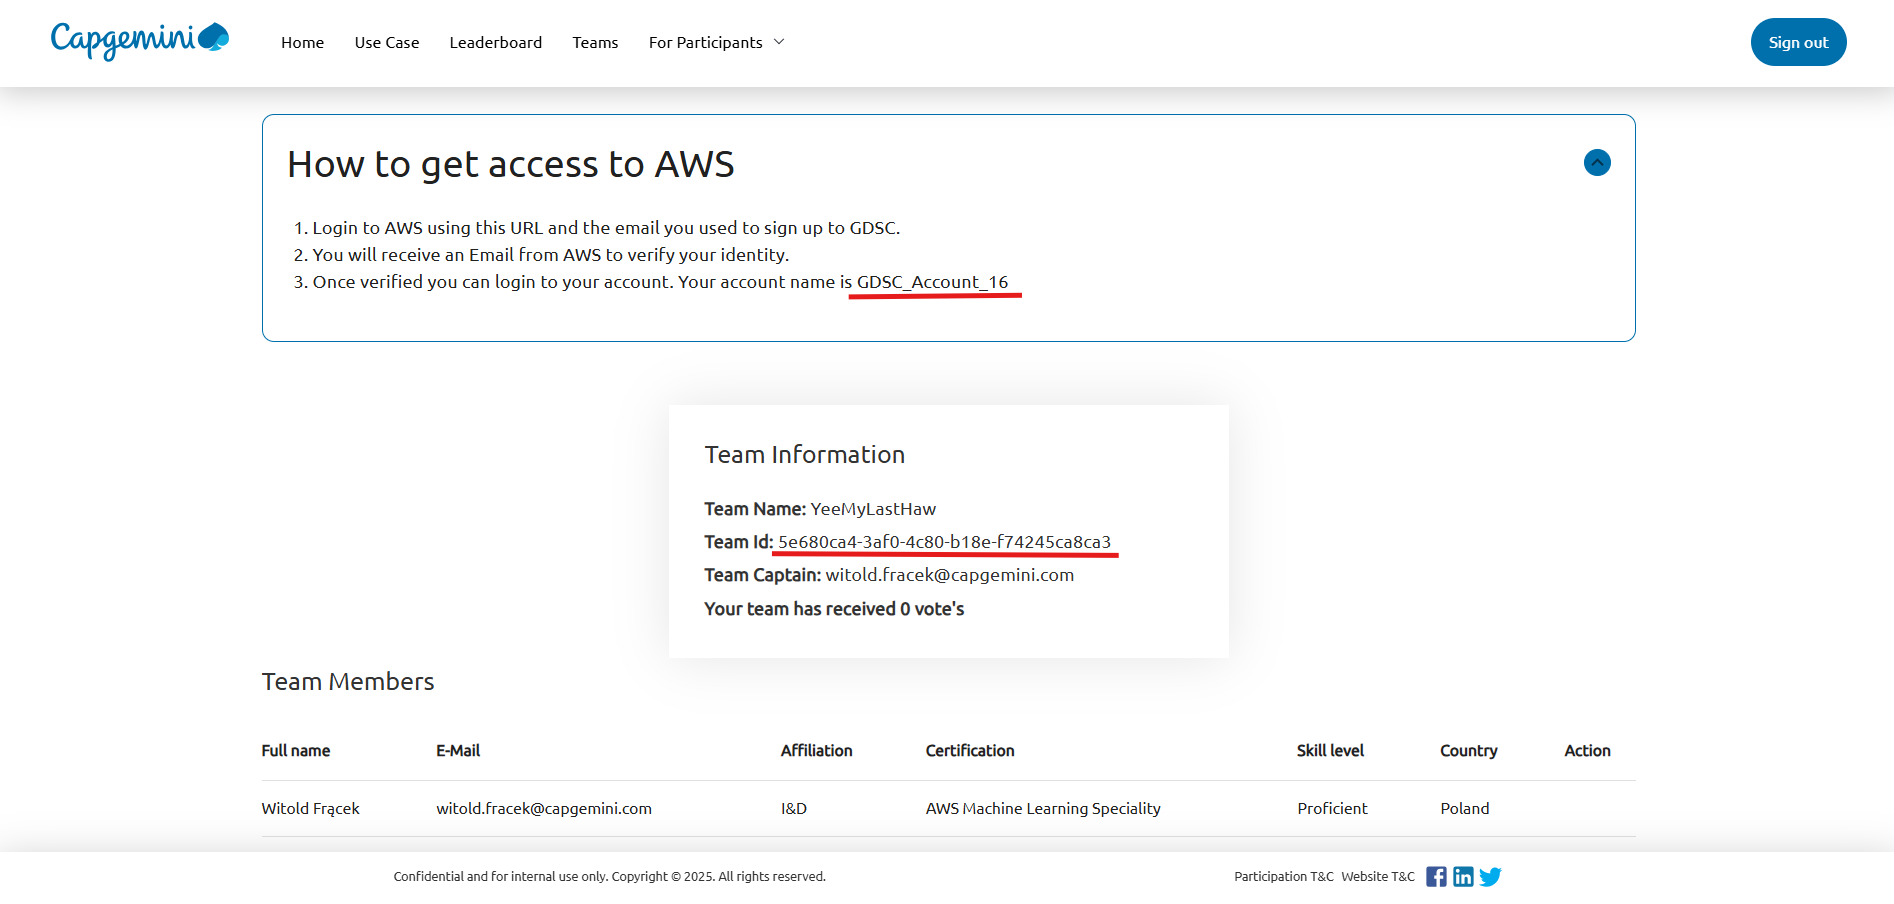 Capgemini Home Use Case Leaderboard Teams For Participants Sign out
How to get access to AWS
1. Login to AWS using this URL and the email you used to sign up to GDSC.
2. You will receive an Email from AWS to verify your identity.
3. Once verified you can login to your account. Your account name is GDSC_Account_16
Team Information
Team Name: YeeMyLastHaw
Team Id: 5e680ca4-3af0-4c80-b18e-f74245ca8ca3
Team Captain: witold.fracek@capgemini.com
Your team has received 0 vote's
Team Members
Full name E-Mail Affiliation Certification Skill level Country Action
Witold Frącek witold.fracek@capgemini.com I&D AWS Machine Learning Speciality Proficient Poland
Confidential and for internal use only. Copyright © 2025. All rights reserved. Participation T&C Website T&C